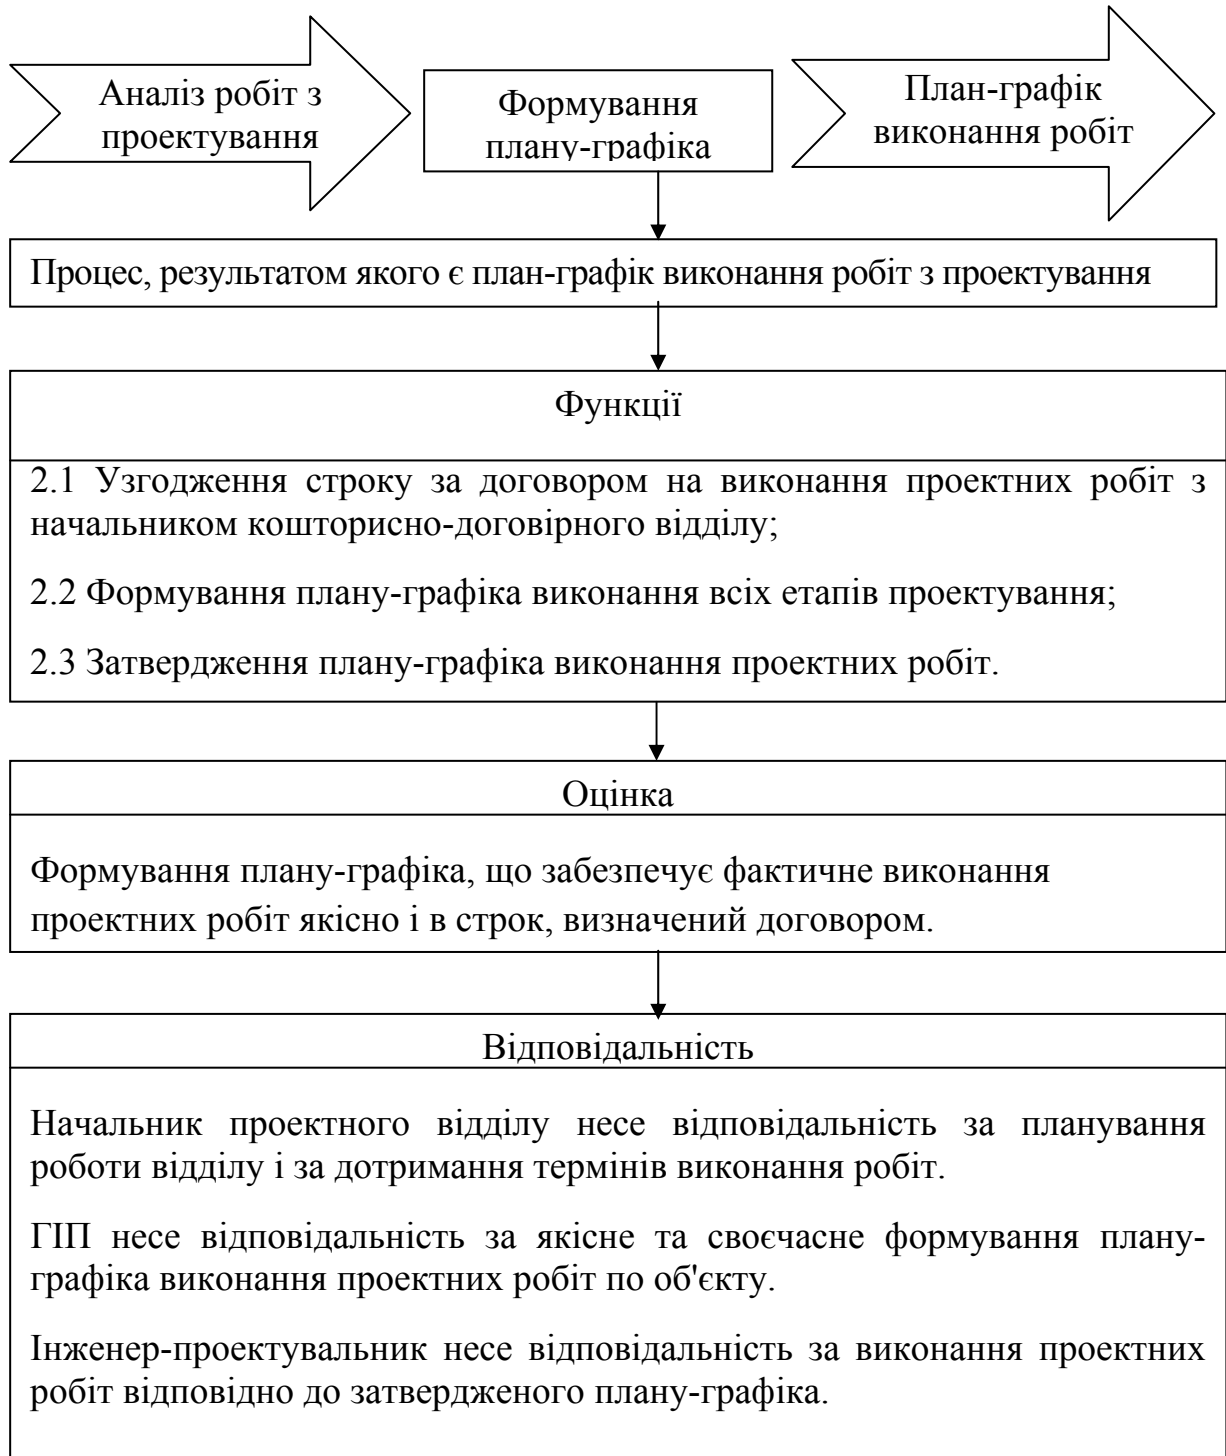 Аналіз робіт з
проектування
Формування
плану-графіка
План-графік
виконання робіт
Процес, результатом якого є план-графік виконання робіт з проектування
Функції
2.1 Узгодження строку за договором на виконання проектних робіт з
начальником кошторисно-договірного відділу;
2.2 Формування плану-графіка виконання всіх етапів проектування;
2.3 Затвердження плану-графіка виконання проектних робіт.
Оцінка
Формування плану-графіка, що забезпечує фактичне виконання
проектних робіт якісно і в строк, визначений договором.
Відповідальність
Начальник проектного відділу несе відповідальність за планування
роботи відділу і за дотримання термінів виконання робіт.
ГІП несе відповідальність за якісне та своєчасне формування плану-
графіка виконання проектних робіт по об'єкту.
Інженер-проектувальник несе відповідальність за виконання проектних
робіт відповідно до затвердженого плану-графіка.